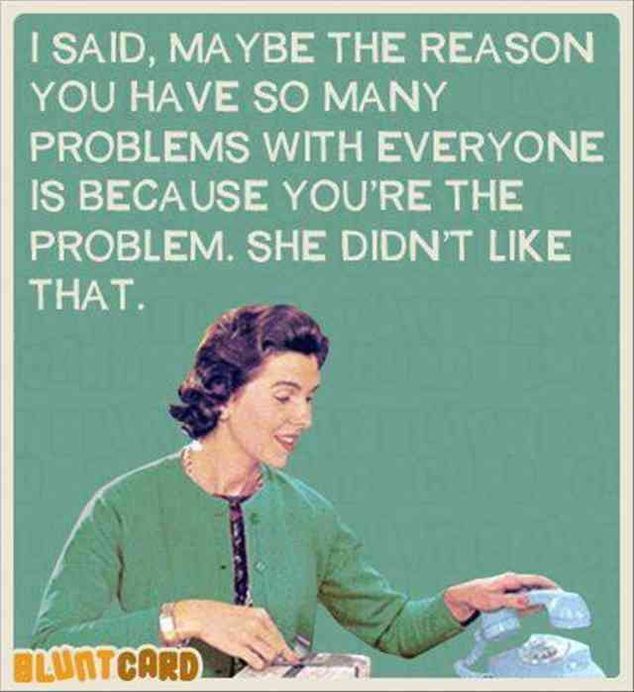 I SAID, MAYBE THE REASON
YOU HAVE SO MANY
PROBLEMS WITH EVERYONE
IS BECAUSE YOU'RE THE
PROBLEM. SHE DIDN'T LIKE
THAT.
BLUNTCARD